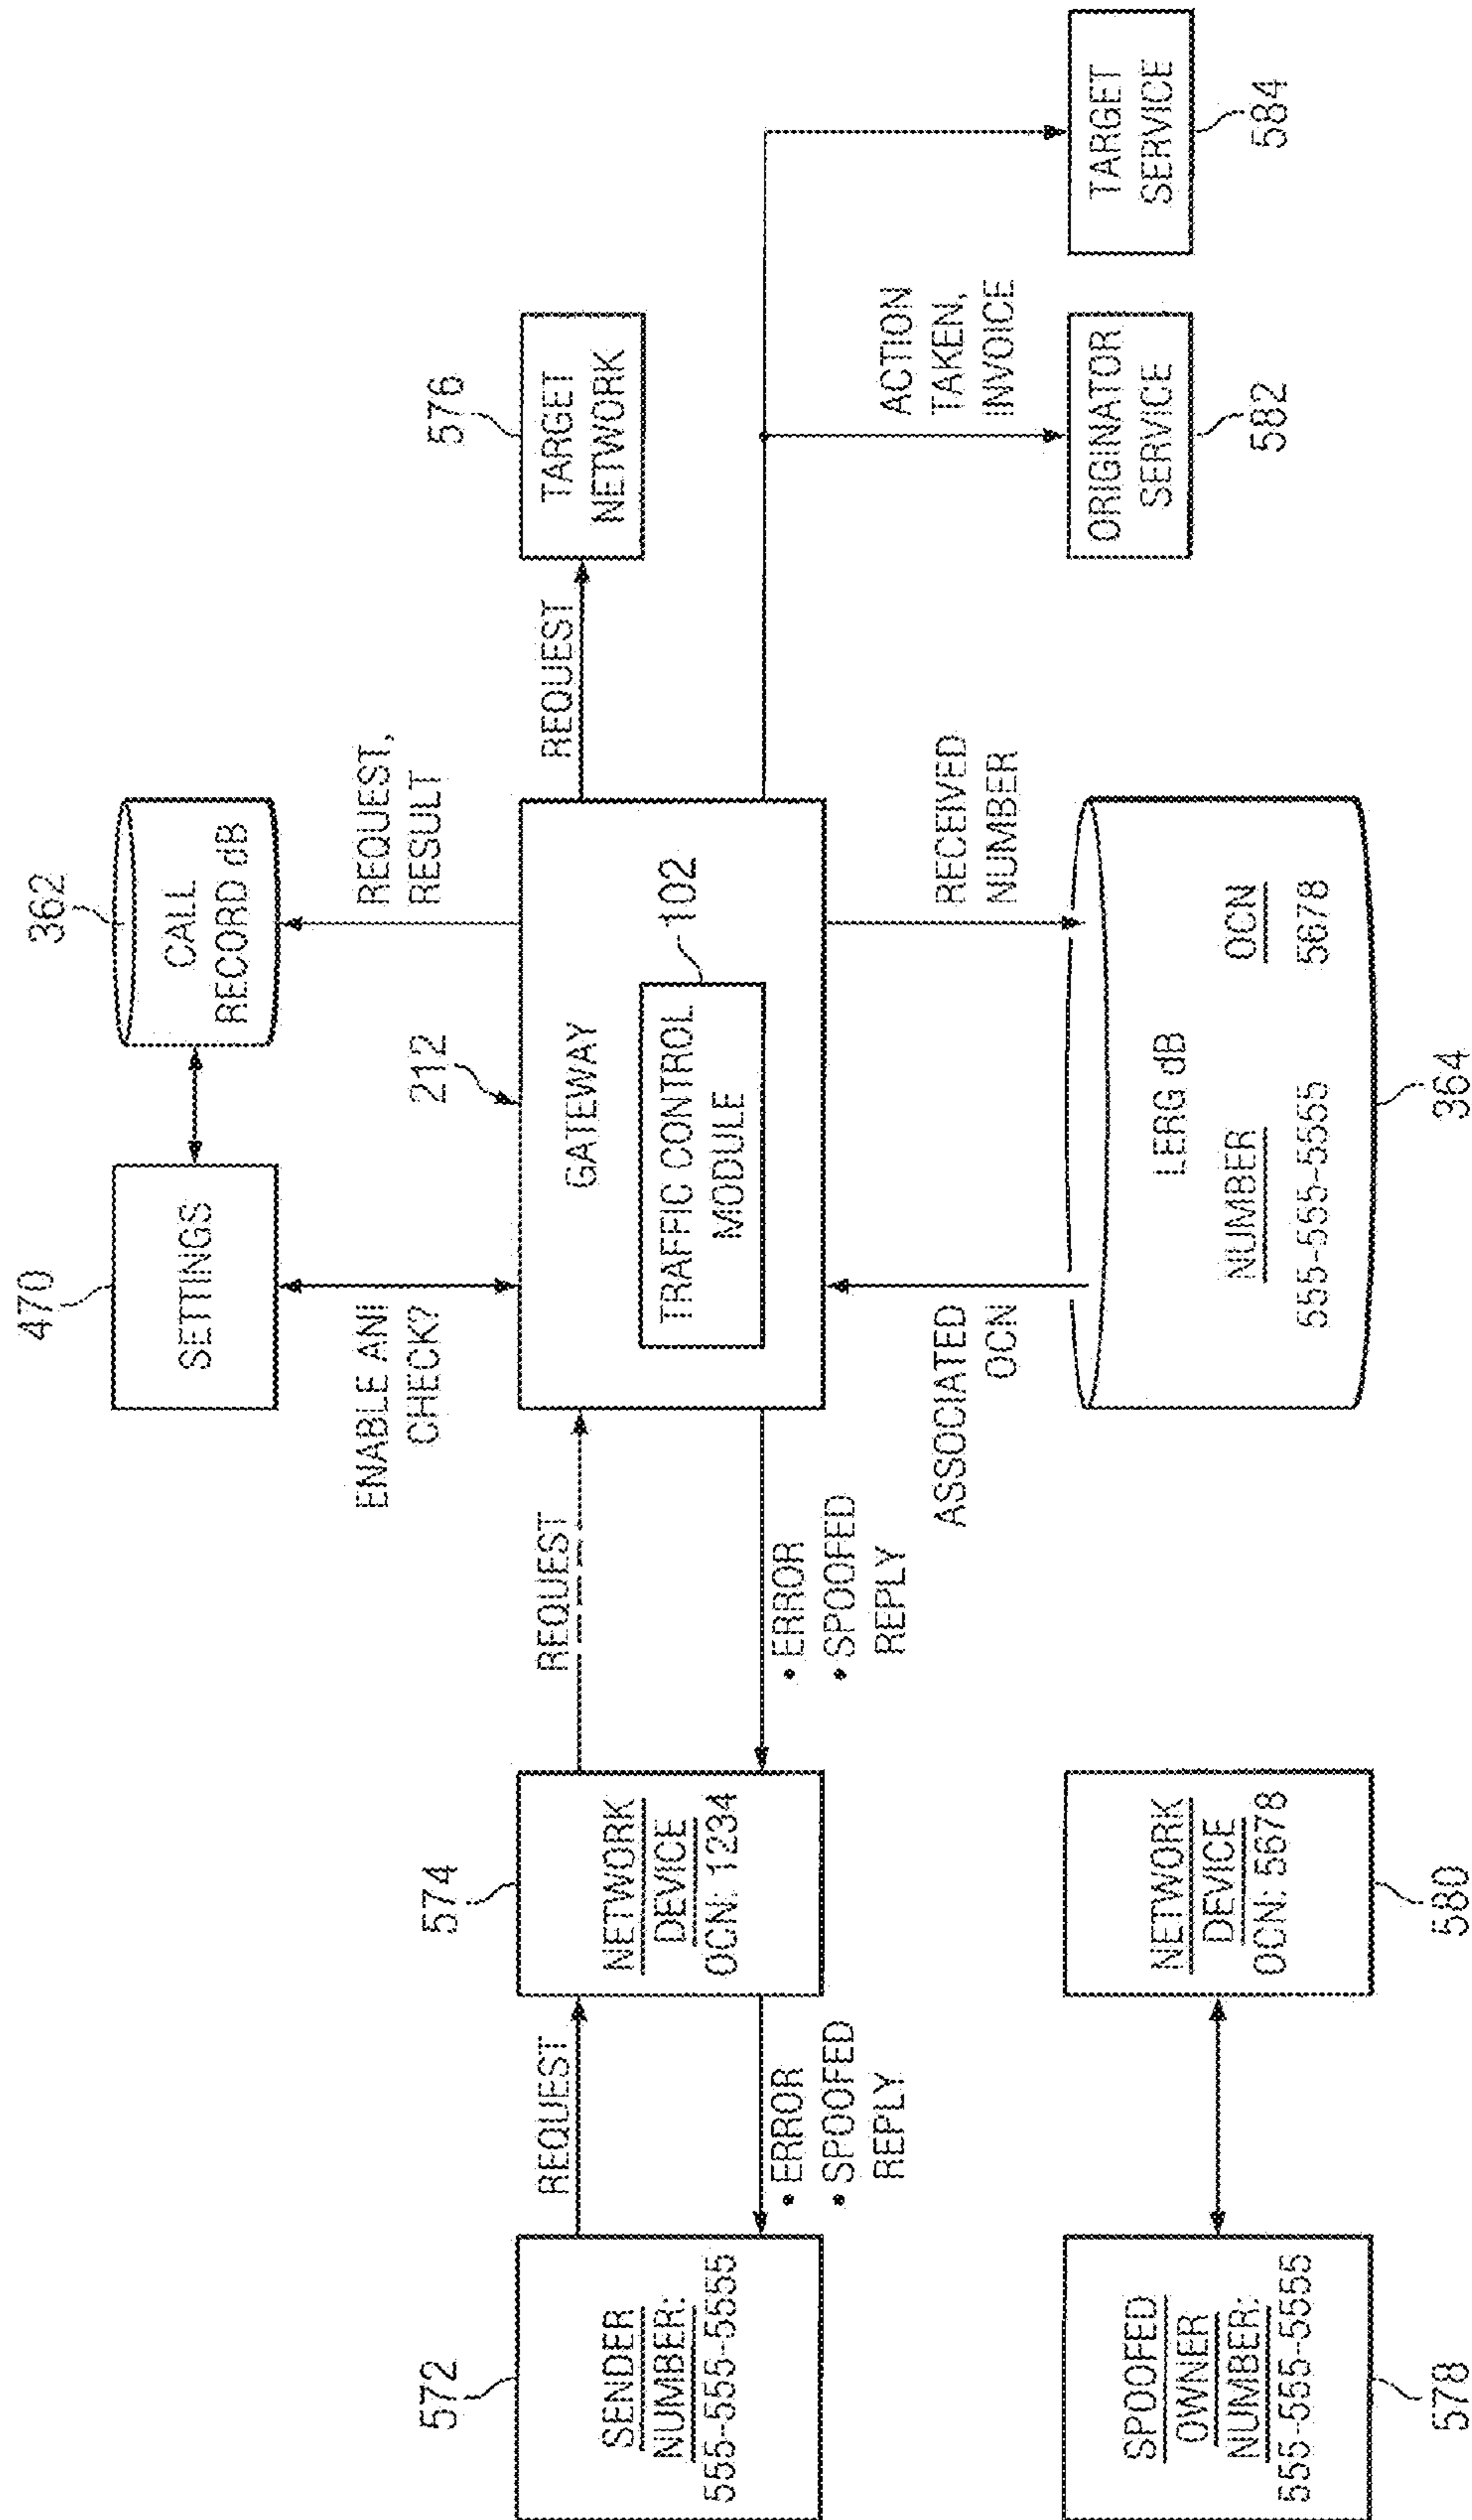 470
SETTINGS
362
CALL
RECORD dB
ENABLE ANI
CHECK?
REQUEST,
RESULT
572
SENDER
NUMBER:
555-555-5555
REQUEST
• ERROR
• SPOOFED
REPLY
574
NETWORK
DEVICE
OCN: 1234
REQUEST
• ERROR
• SPOOFED
REPLY
212
GATEWAY
TRAFFIC CONTROL
MODULE
102
REQUEST
576
TARGET
NETWORK
ASSOCIATED
OCN
RECEIVED
NUMBER
ACTION
TAKEN,
INVOICE
SPOOFED
OWNER
NUMBER:
555-555-5555
578
NETWORK
DEVICE
OCN: 5678
580
LERG dB
NUMBER
OCN
555-555-5555
5678
364
ORIGINATOR
SERVICE
582
TARGET
SERVICE
584